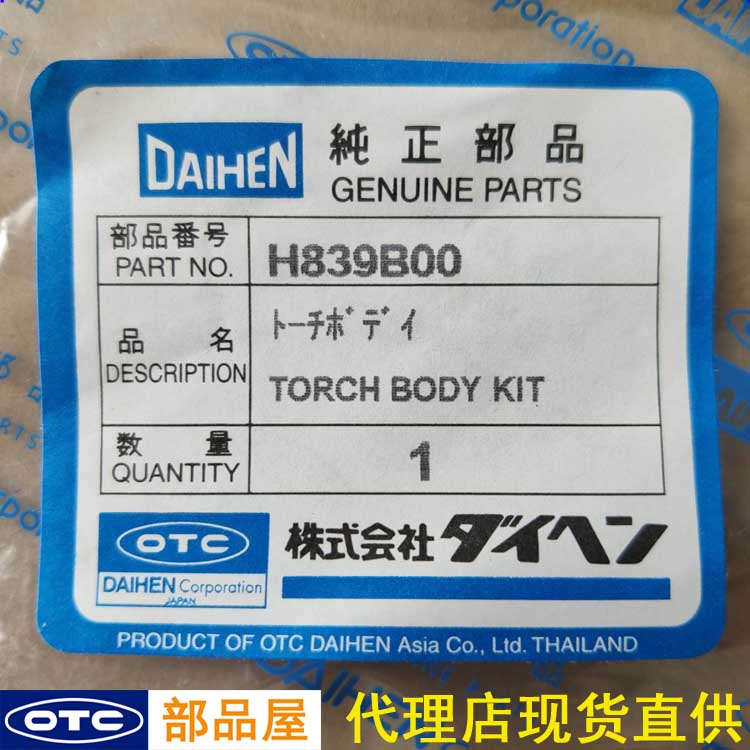 DAIHEN
純正部品
GENUINE PARTS
部品番号
PART NO.
H839B00
品名
DESCRIPTION
ﾄｰﾁﾎﾞﾃﾞｲ
TORCH BODY KIT
数量
QUANTITY
1
OTC
DAIHEN Corporation
JAPAN
株式会社ダイヘン
PRODUCT OF OTC DAIHEN Asia Co., Ltd. THAILAND
OTC 部品屋 代理店现货直供